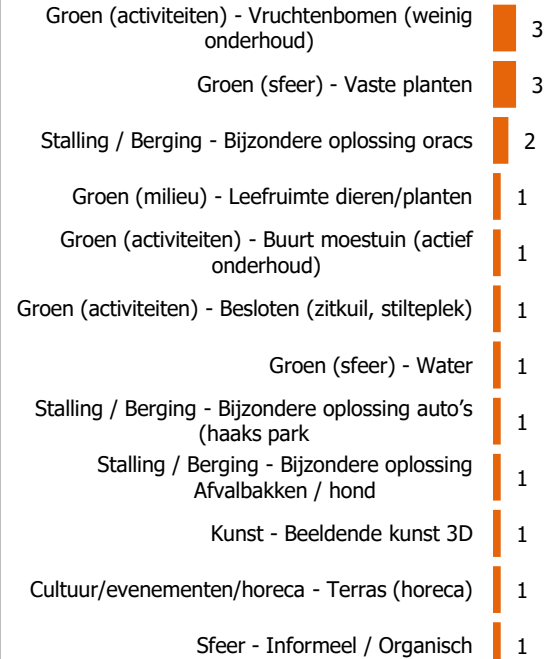 Groen (activiteiten) - Vruchtenbomen (weinig
onderhoud)
3
Groen (sfeer) - Vaste planten
3
Stalling / Berging - Bijzondere oplossing oracs
2
Groen (milieu) - Leefruimte dieren/planten
1
Groen (activiteiten) - Buurt moestuin (actief
onderhoud)
1
Groen (activiteiten) - Besloten (zitkuil, stilteplek)
1
Groen (sfeer) - Water
1
Stalling / Berging - Bijzondere oplossing auto’s
(haaks park
1
Stalling / Berging - Bijzondere oplossing
Afvalbakken / hond
1
Kunst - Beeldende kunst 3D
1
Cultuur/evenementen/horeca - Terras (horeca)
1
Sfeer - Informeel / Organisch
1